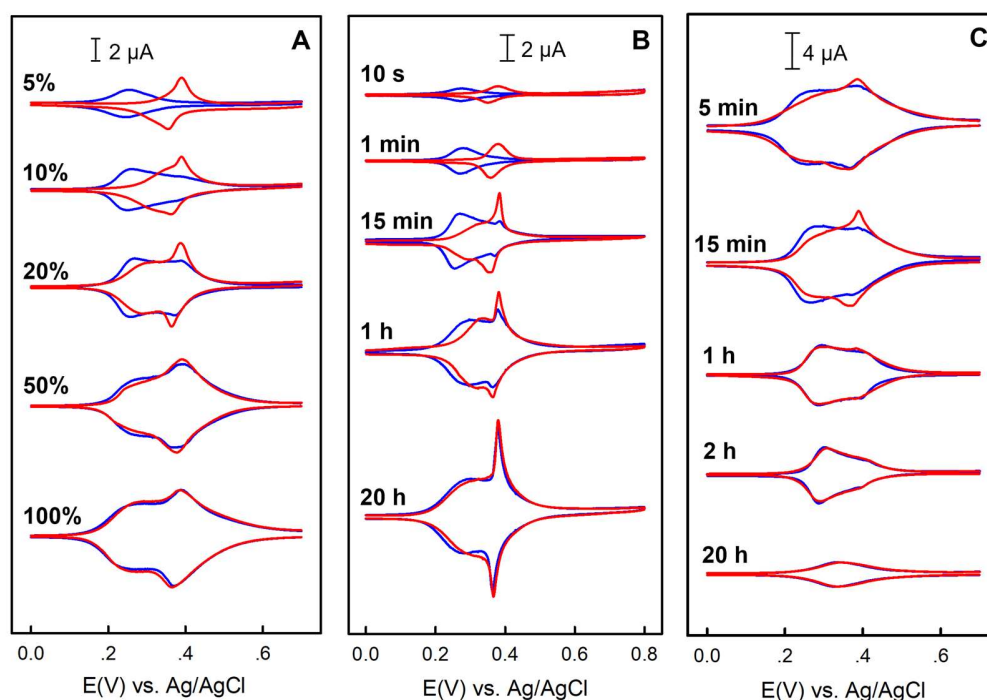 A
2 µA
5%
10%
20%
50%
100%
0.0 .2 .4 .6
E(V) vs. Ag/AgCl
B
2 µA
10 s
1 min
15 min
1 h
20 h
0.0 0.2 0.4 0.6 0.8
E(V) vs. Ag/AgCl
C
4 µA
5 min
15 min
1 h
2 h
20 h
0.0 .2 .4 .6
E(V) vs. Ag/AgCl